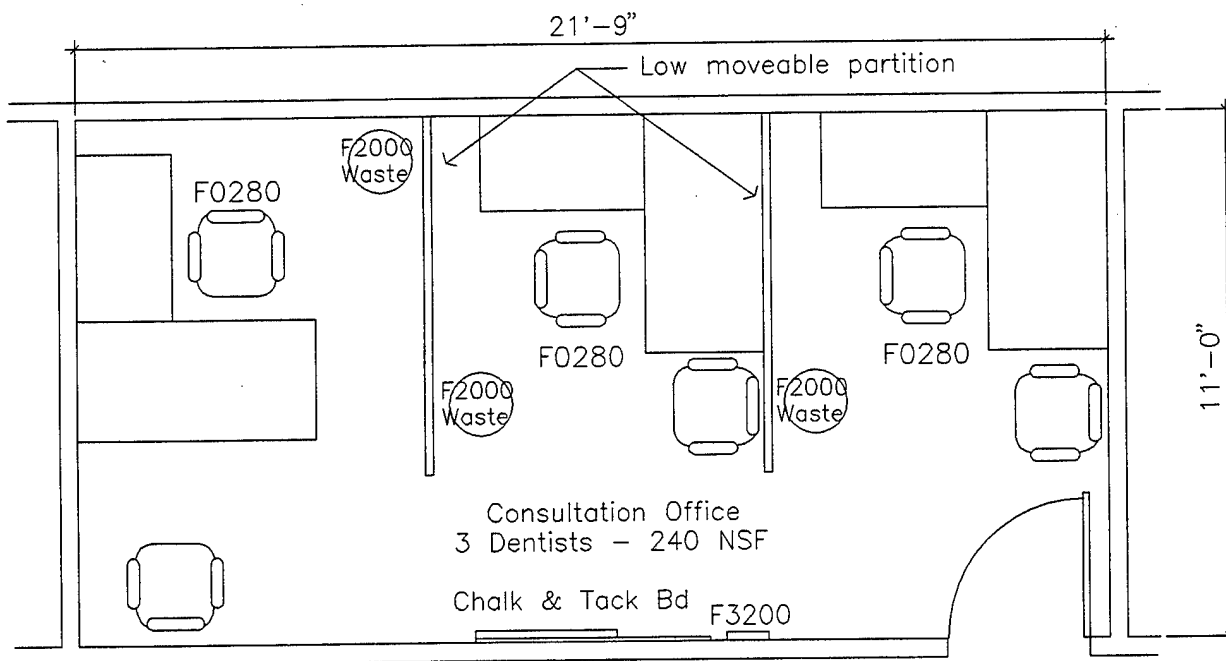 21'-9"
Low moveable partition
F2000
Waste
F0280
F0280
F0280
F2000
Waste
F2000
Waste
11'-0"
Consultation Office
3 Dentists - 240 NSF
Chalk & Tack Bd
F3200